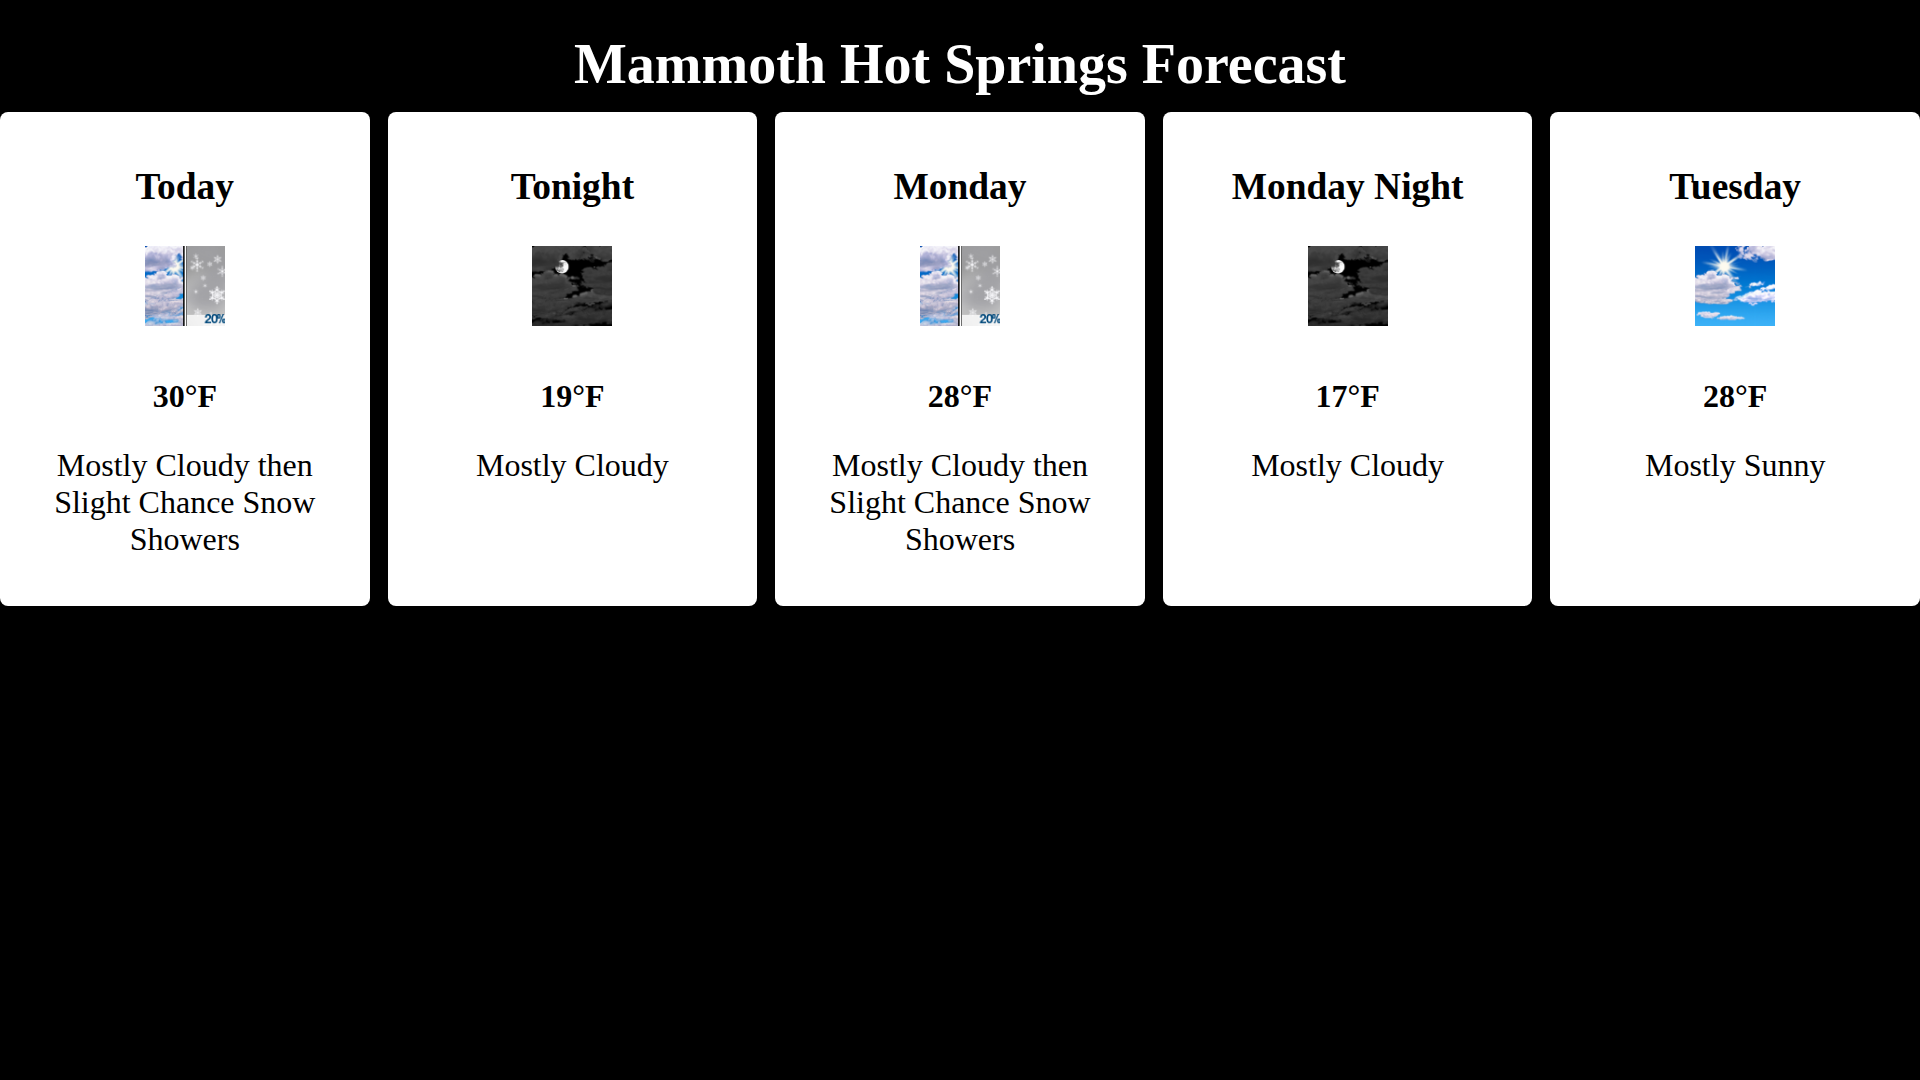 Mammoth Hot Springs Forecast
Today
20%
30°F
Mostly Cloudy then
Slight Chance Snow
Showers
Tonight
19°F
Mostly Cloudy
Monday
20%
28°F
Mostly Cloudy then
Slight Chance Snow
Showers
Monday Night
17°F
Mostly Cloudy
Tuesday
28°F
Mostly Sunny